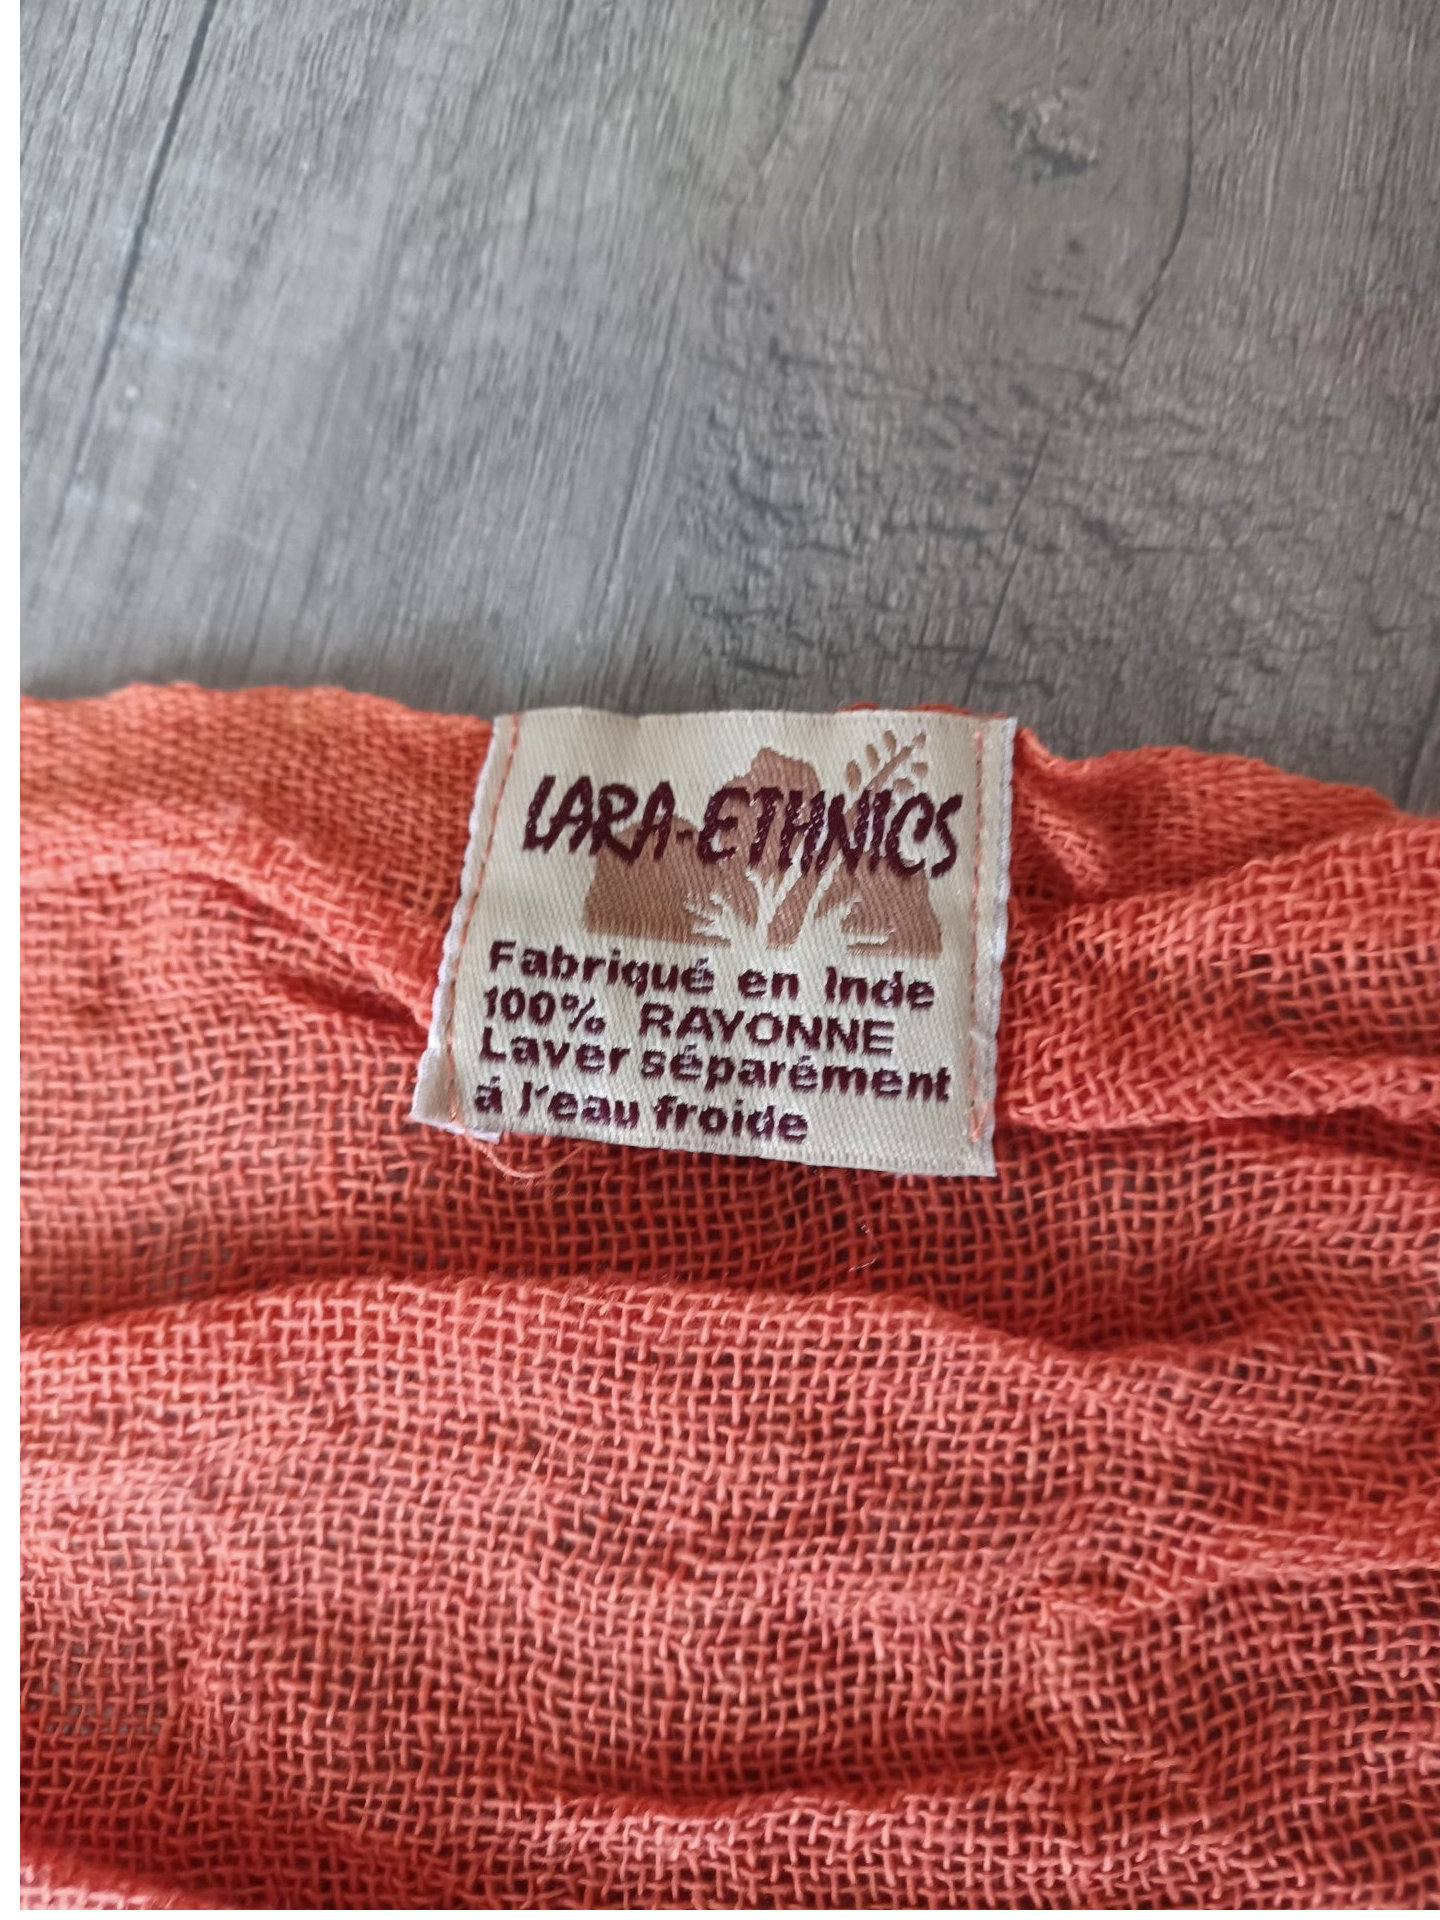 LARA-ETHNICS
Fabriqué en Inde
100% RAYONNE
Laver séparément
á l'eau froide